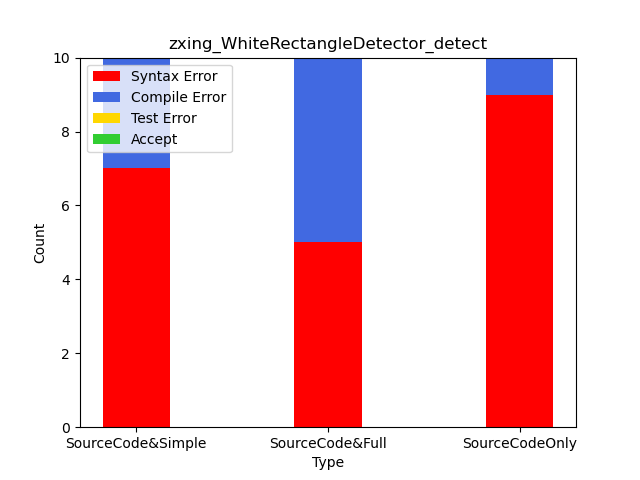 zxing_WhiteRectangleDetector_detect
10
8
6
4
2
0
Count
Syntax Error
Compile Error
Test Error
Accept
SourceCode&Simple SourceCode&Full SourceCodeOnly
Type